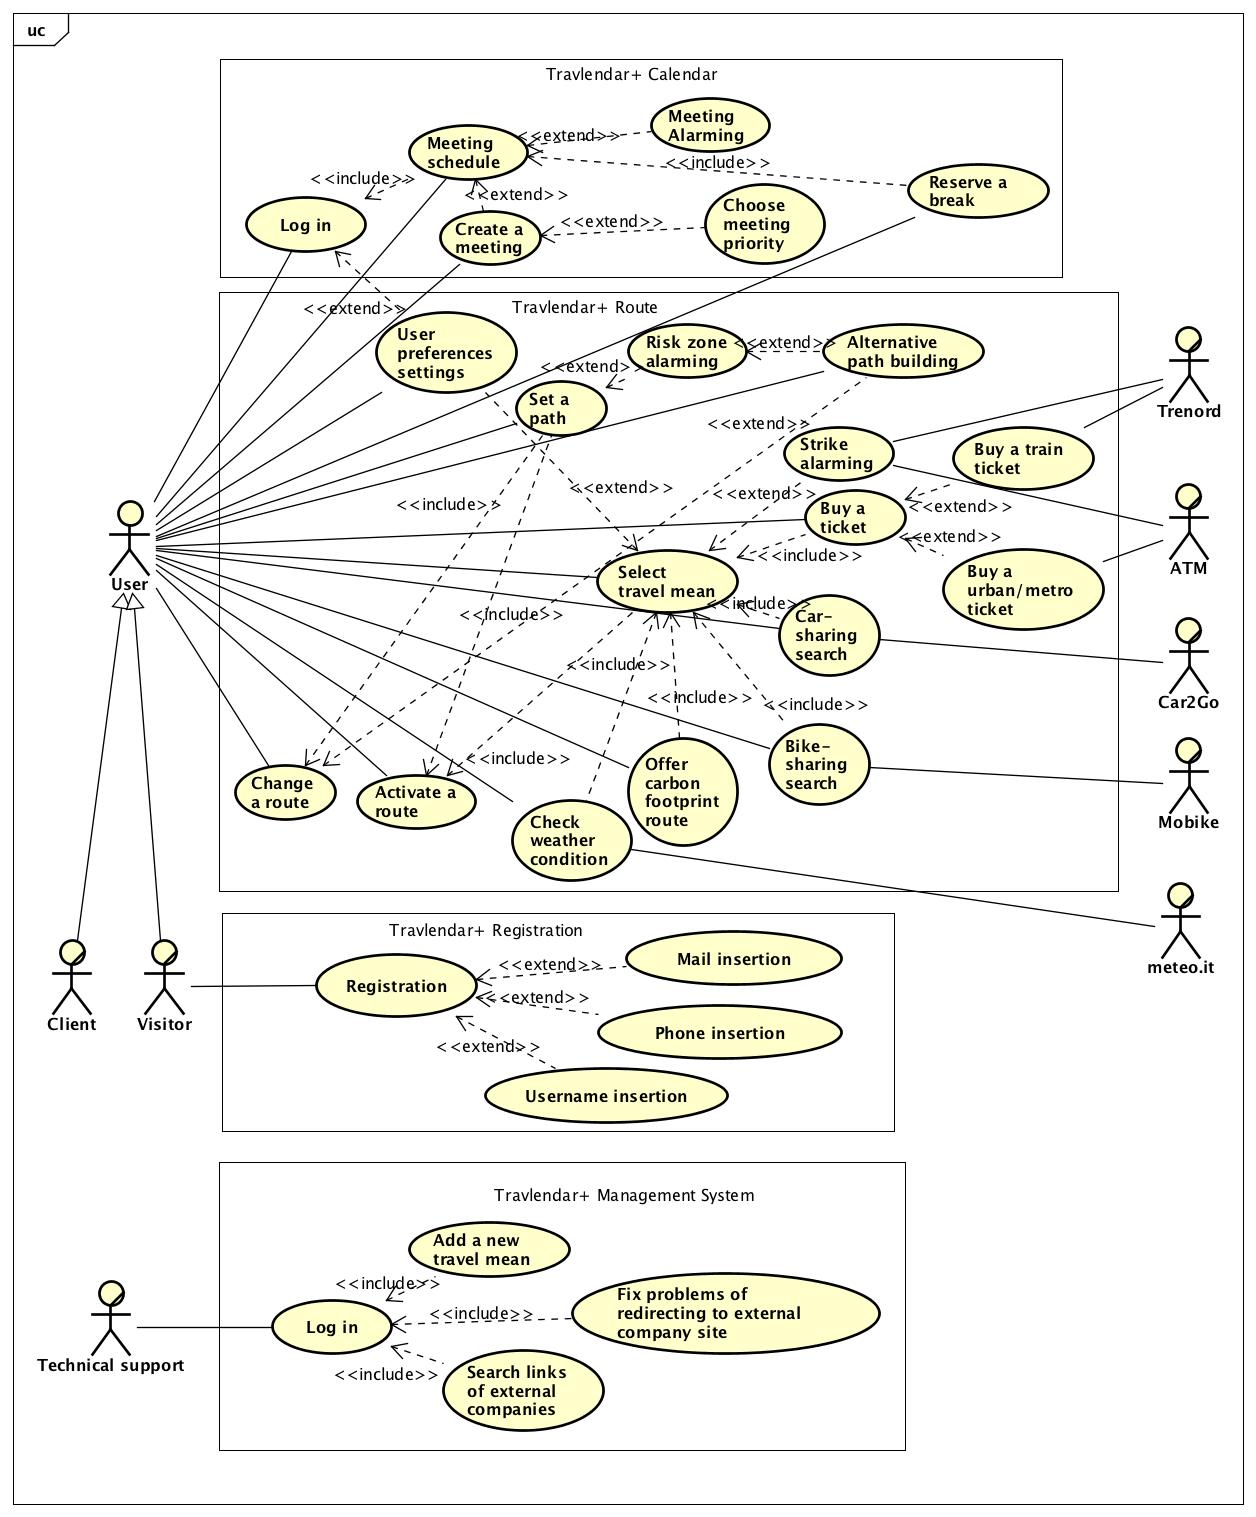 uc
Travlendar+ Calendar
Meeting
Alarming
<<extend>>
Meeting
schedule
<<include>>
<<include>>
Reserve a
break
<<extend>>
Choose
meeting
priority
<<extend>>
Log in
Create a
meeting
<<extend>>
Travlendar+ Route
User
preferences
settings
Risk zone
alarming
<<extend>>
Alternative
path building
<<extend>>
Set a
path
Trenord
<<extend>>
Strike
alarming
Buy a train
ticket
<<extend>>
<<extend>>
<<include>>
Buy a
ticket
<<extend>>
<<extend>>
<<include>>
ATM
User
Select
travel mean
Buy a
urban/metro
ticket
<<include>>
<<include>>
Car-
sharing
search
<<include>>
<<include>>
<<include>>
Car2Go
<<include>>
Bike-
sharing
search
Offer
carbon
footprint
route
Change
a route
Activate a
route
Check
weather
condition
Mobike
meteo.it
Travlendar+ Registration
Mail insertion
<<extend>>
Registration
<<extend>>
Client
Visitor
Phone insertion
<<extend>>
Username insertion
Travlendar+ Management System
Add a new
travel mean
<<include>>
Fix problems of
redirecting to external
company site
<<include>>
Log in
Technical support
<<include>>
Search links
of external
companies